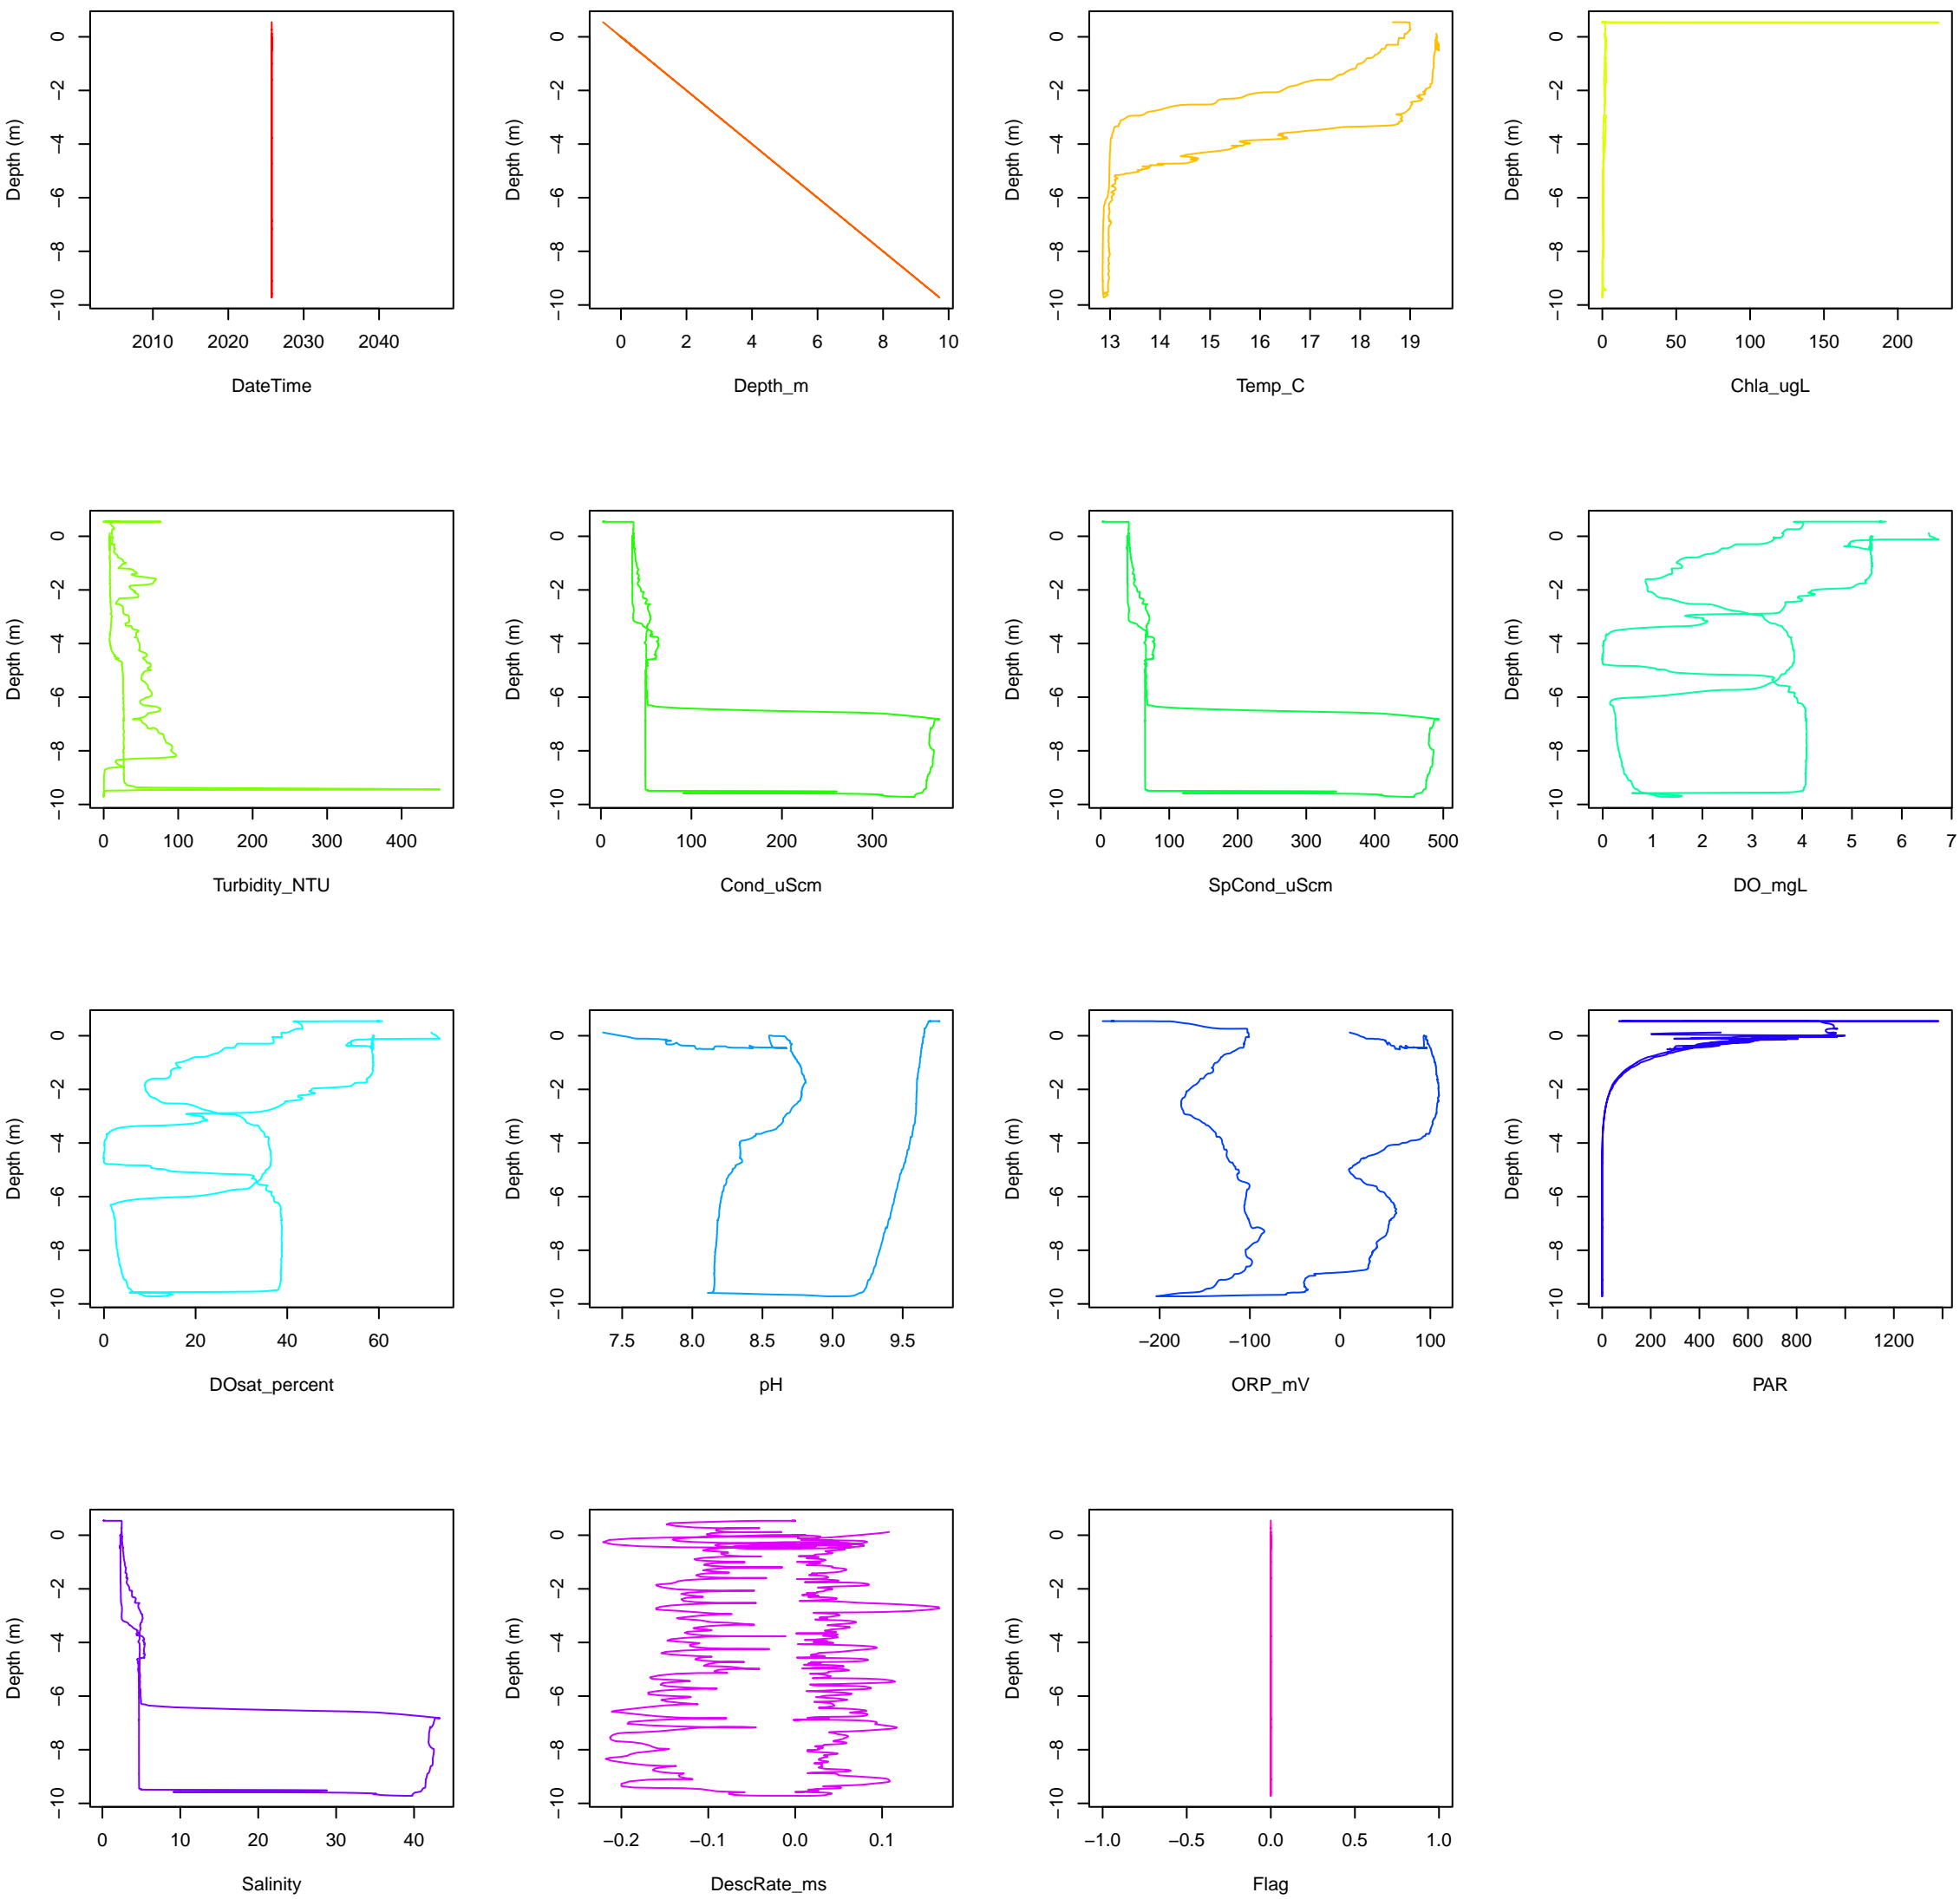 Depth (m) Depth (m) Depth (m) Depth (m)
0 0 0 0
−2 −2 −2 −2
−4 −4 −4 −4
−6 −6 −6 −6
−8 −8 −8 −8
−10 −10 −10 −10
2010 2020 2030 2040 0 2 4 6 8 10 13 14 15 16 17 18 19 0 50 100 150 200
DateTime Depth_m Temp_C Chla_ugL
Depth (m) Depth (m) Depth (m) Depth (m)
0 0 0 0
−2 −2 −2 −2
−4 −4 −4 −4
−6 −6 −6 −6
−8 −8 −8 −8
−10 −10 −10 −10
0 100 200 300 400 0 100 200 300 0 100 200 300 400 500 0 1 2 3 4 5 6 7
Turbidity_NTU Cond_uScm SpCond_uScm DO_mgL
Depth (m) Depth (m) Depth (m) Depth (m)
0 0 0 0
−2 −2 −2 −2
−4 −4 −4 −4
−6 −6 −6 −6
−8 −8 −8 −8
−10 −10 −10 −10
0 20 40 60 7.5 8.0 8.5 9.0 9.5 −200 −100 0 100 0 200 400 600 800 1200
DOsat_percent pH ORP_mV PAR
Depth (m) Depth (m) Depth (m)
0 0 0
−2 −2 −2
−4 −4 −4
−6 −6 −6
−8 −8 −8
−10 −10 −10
0 10 20 30 40 −0.2 −0.1 0.0 0.1 −1.0 −0.5 0.0 0.5 1.0
Salinity DescRate_ms Flag